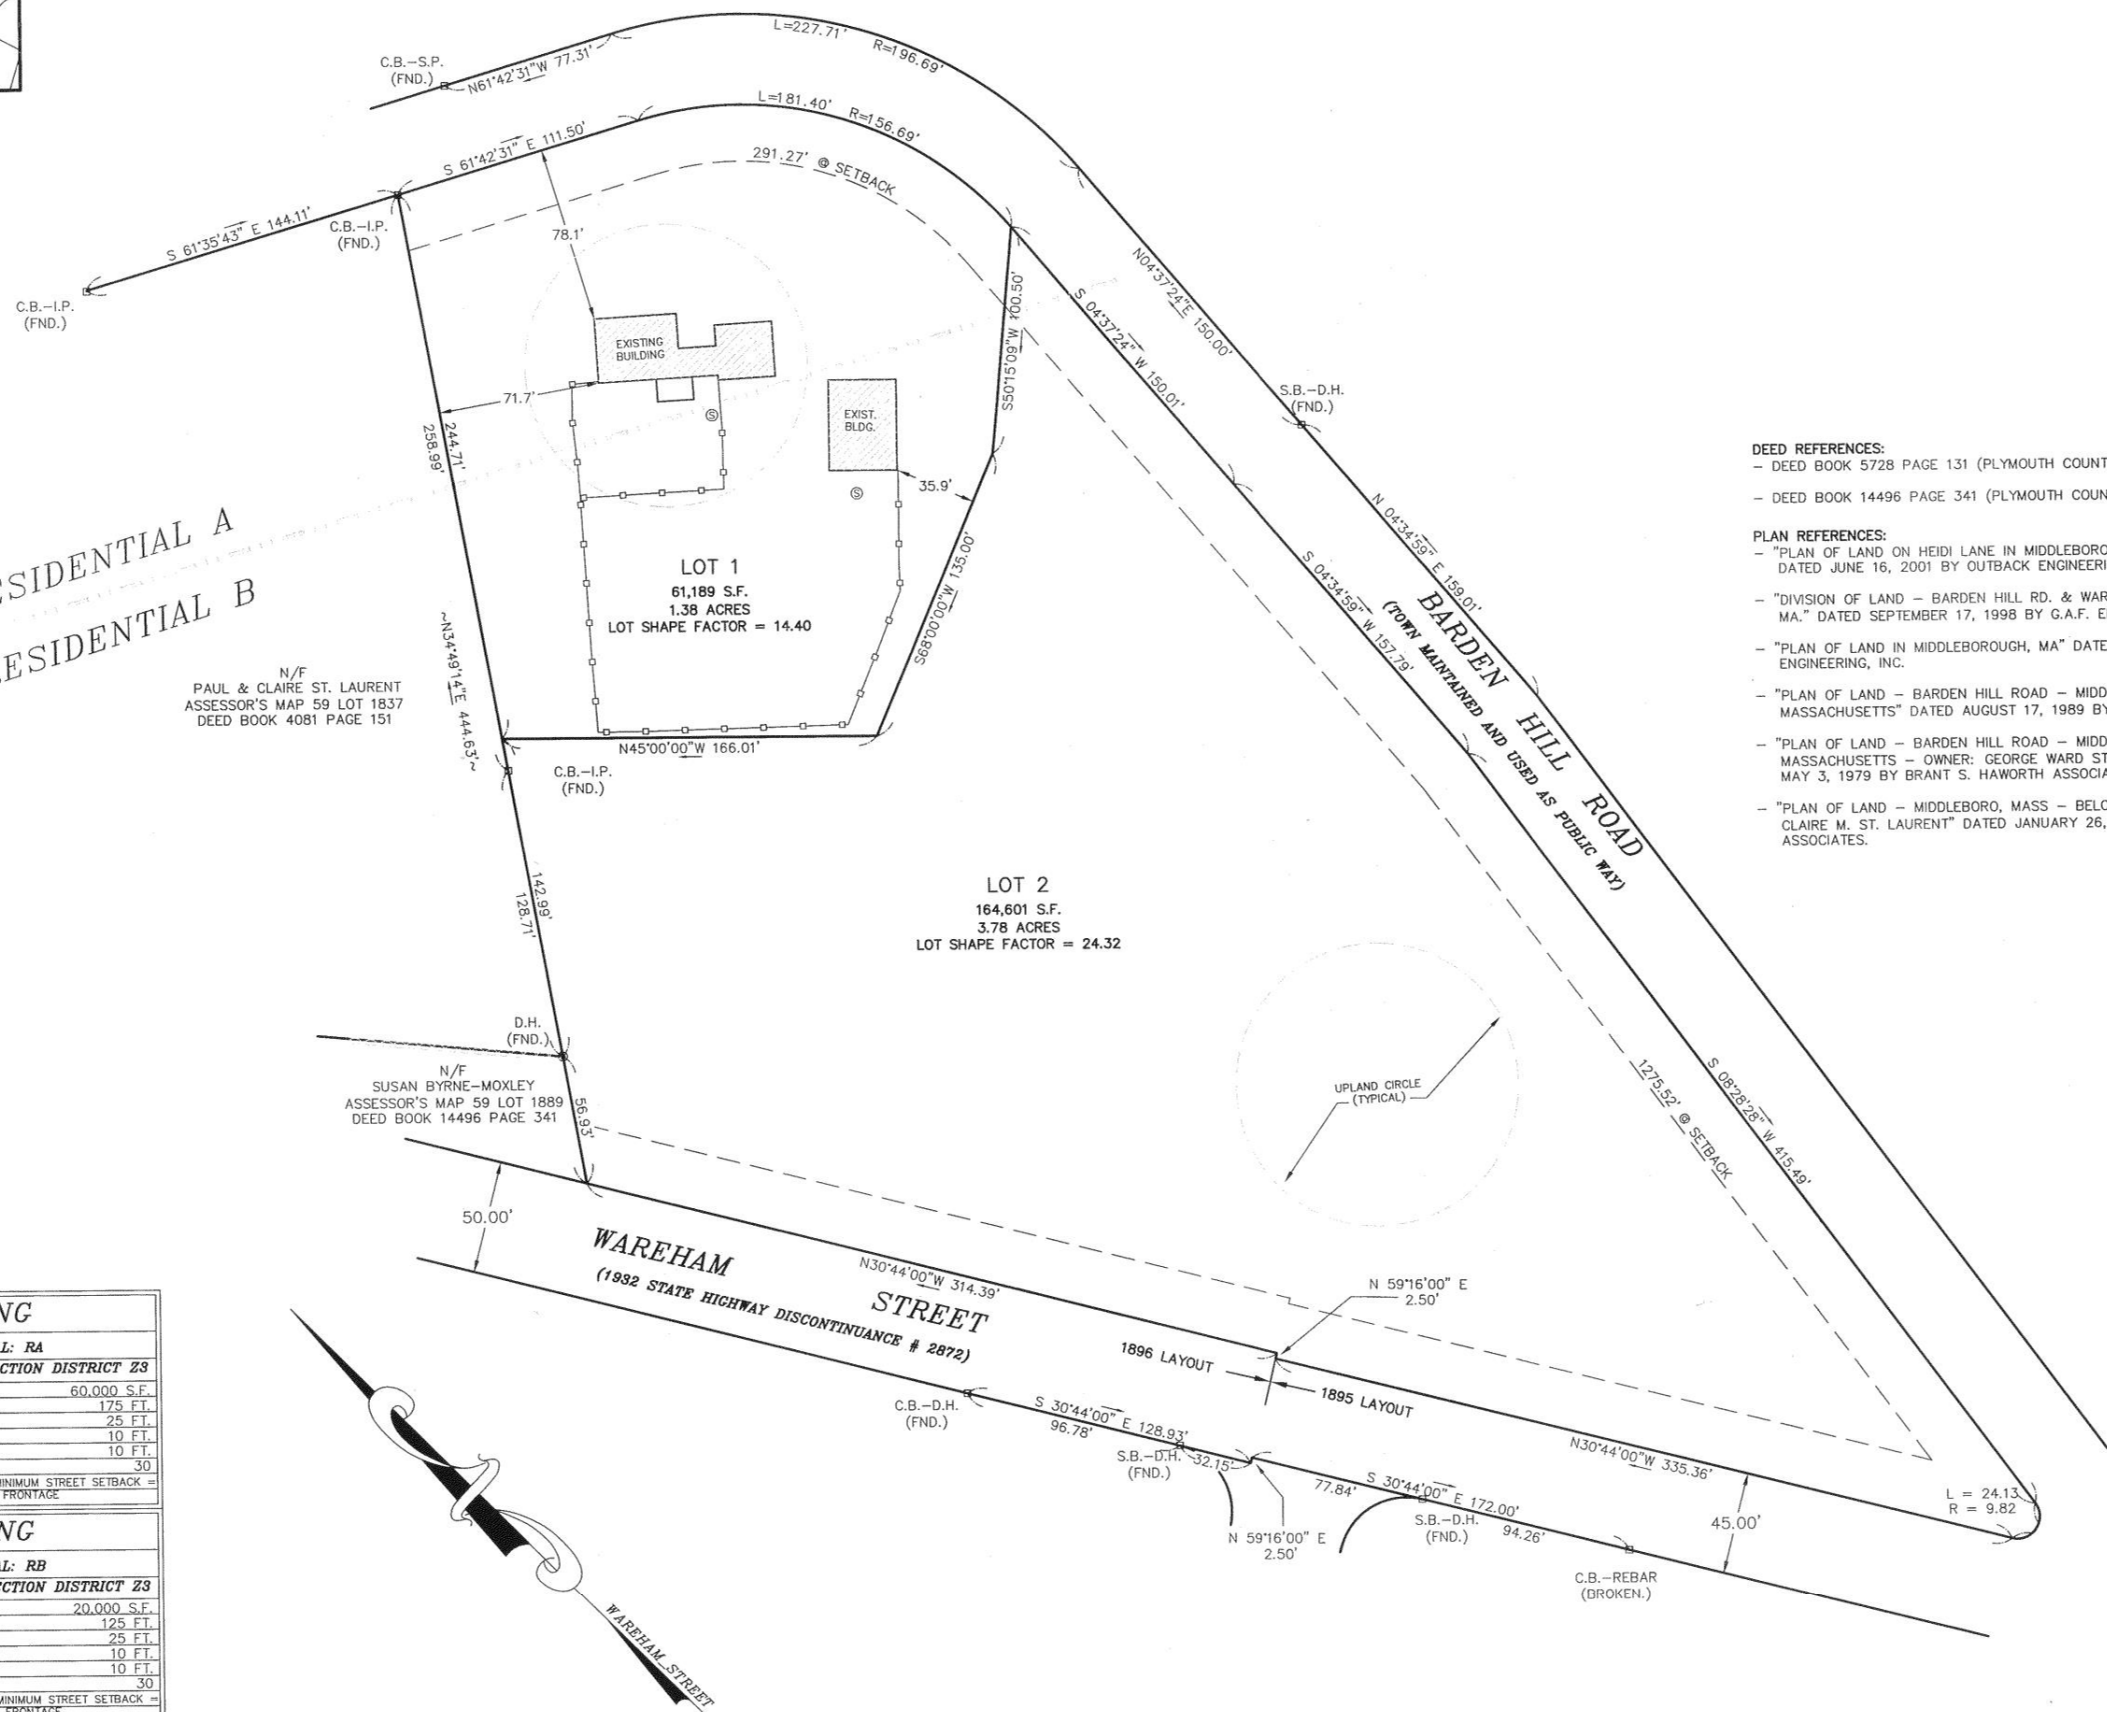 C.B.-S.P.
(FND.)
N61°42'31"W 77.31'
L=227.71' R=196.69'
S 61°42'31" E 111.50'
L=181.40' R=156.69'
291.27' @ SETBACK
S 61°35'43" E 144.11'
C.B.-I.P.
(FND.)
C.B.-I.P.
(FND.)
78.1'
71.7'
EXISTING
BUILDING
EXIST.
BLDG.
S
S
35.9'
S50°15'09"W 100.50'
S68°00'00"W 135.00'
244.71'
258.99'
N04°37'24"E 150.00'
S 04°37'24" W 150.01'
S.B.-D.H.
(FND.)
N 04°34'59" E 159.01'
S 04°34'59" W 157.79'
BARDEN HILL ROAD
(TOWN MAINTAINED AND USED AS PUBLIC WAY)
LOT 1
61,189 S.F.
1.38 ACRES
LOT SHAPE FACTOR = 14.40
RESIDENTIAL A
RESIDENTIAL B
~N34°49'14"E 444.63'~
N/F
PAUL & CLAIRE ST. LAURENT
ASSESSOR'S MAP 59 LOT 1837
DEED BOOK 4081 PAGE 151
N45°00'00"W 166.01'
C.B.-I.P.
(FND.)
142.99'
128.71'
LOT 2
164,601 S.F.
3.78 ACRES
LOT SHAPE FACTOR = 24.32
D.H.
(FND.)
N/F
SUSAN BYRNE-MOXLEY
ASSESSOR'S MAP 59 LOT 1889
DEED BOOK 14496 PAGE 341
56.93'
UPLAND CIRCLE
(TYPICAL)
1275.52' @ SETBACK
S 08°28'28" W 415.49'
50.00'
WAREHAM STREET
(1932 STATE HIGHWAY DISCONTINUANCE # 2872)
N30°44'00"W 314.39'
N 59°16'00" E
2.50'
1896 LAYOUT
1895 LAYOUT
C.B.-D.H.
(FND.)
S 30°44'00" E 128.93'
96.78'
S.B.-D.H.
(FND.)
32.15'
N 59°16'00" E
2.50'
77.84'
S 30°44'00" E 172.00'
S.B.-D.H.
(FND.)
94.26'
N30°44'00"W 335.36'
45.00'
L = 24.13
R = 9.82
C.B.-REBAR
(BROKEN.)
WAREHAM STREET
DEED REFERENCES:
- DEED BOOK 5728 PAGE 131 (PLYMOUTH COUNT
- DEED BOOK 14496 PAGE 341 (PLYMOUTH COUN
PLAN REFERENCES:
- "PLAN OF LAND ON HEIDI LANE IN MIDDLEBORO
DATED JUNE 16, 2001 BY OUTBACK ENGINEERI
- "DIVISION OF LAND - BARDEN HILL RD. & WAR
MA." DATED SEPTEMBER 17, 1998 BY G.A.F. E
- "PLAN OF LAND IN MIDDLEBOROUGH, MA" DATE
ENGINEERING, INC.
- "PLAN OF LAND - BARDEN HILL ROAD - MIDD
MASSACHUSETTS" DATED AUGUST 17, 1989 BY
- "PLAN OF LAND - BARDEN HILL ROAD - MIDD
MASSACHUSETTS - OWNER: GEORGE WARD ST
MAY 3, 1979 BY BRANT S. HAWORTH ASSOCIA
- "PLAN OF LAND - MIDDLEBORO, MASS - BELO
CLAIRE M. ST. LAURENT" DATED JANUARY 26,
ASSOCIATES.
NG
L: RA
CTION DISTRICT Z3
60,000 S.F.
175 FT.
25 FT.
10 FT.
10 FT.
30
MINIMUM STREET SETBACK =
FRONTAGE
NG
AL: RB
CTION DISTRICT Z3
20,000 S.F.
125 FT.
25 FT.
10 FT.
10 FT.
30
MINIMUM STREET SETBACK =
FRONTAGE